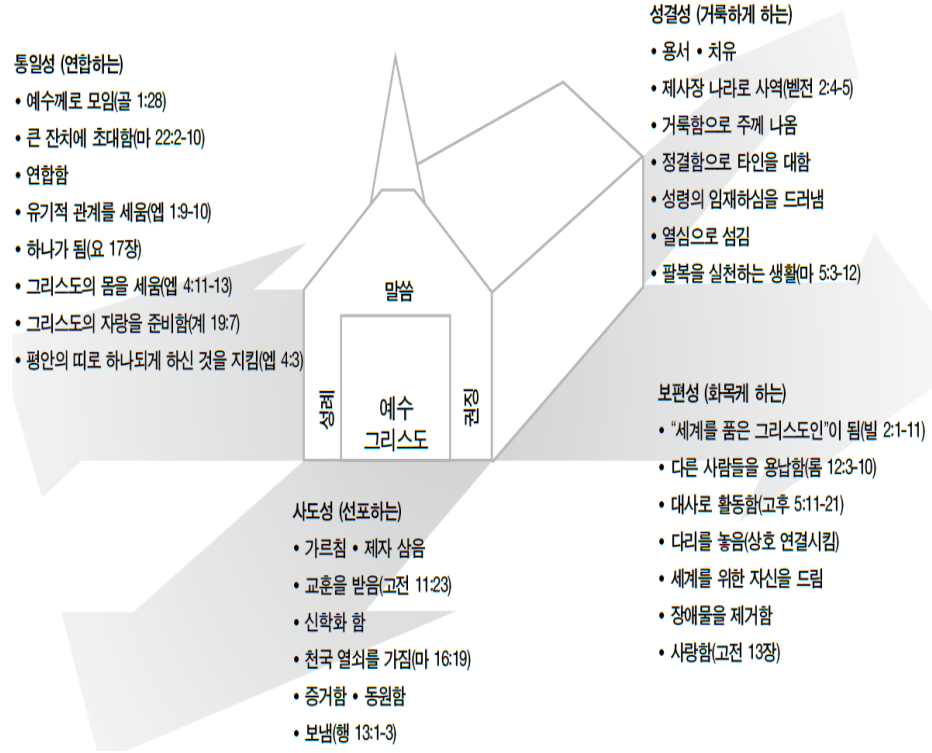 통일성 (연합하는)
• 예수께로 모임(골 1:28)
• 큰 잔치에 초대함(마 22:2-10)
• 연합함
• 유기적 관계를 세움(엡 1:9-10)
• 하나가 됨(요 17장)
• 그리스도의 몸을 세움(엡 4:11-13)
• 그리스도의 자랑을 준비함(계 19:7)
• 평안의 띠로 하나되게 하신 것을 지킴(엡 4:3)
성결성 (거룩하게 하는)
• 용서 • 치유
• 제사장 나라로 사역(벧전 2:4-5)
• 거룩함으로 주께 나옴
• 정결함으로 타인을 대함
• 성령의 임재하심을 드러냄
• 열심으로 섬김
• 팔복을 실천하는 생활(마 5:3-12)
말씀
성례
예수
그리스도
권징
사도성 (선포하는)
• 가르침 • 제자 삼음
• 교훈을 받음(고전 11:23)
• 신학화 함
• 천국 열쇠를 가짐(마 16:19)
• 증거함 • 동원함
• 보냄(행 13:1-3)
보편성 (화목케 하는)
• “세계를 품은 그리스도인”이 됨(빌 2:1-11)
• 다른 사람들을 용납함(롬 12:3-10)
• 대사로 활동함(고후 5:11-21)
• 다리를 놓음(상호 연결시킴)
• 세계를 위한 자신을 드림
• 장애물을 제거함
• 사랑함(고전 13장)